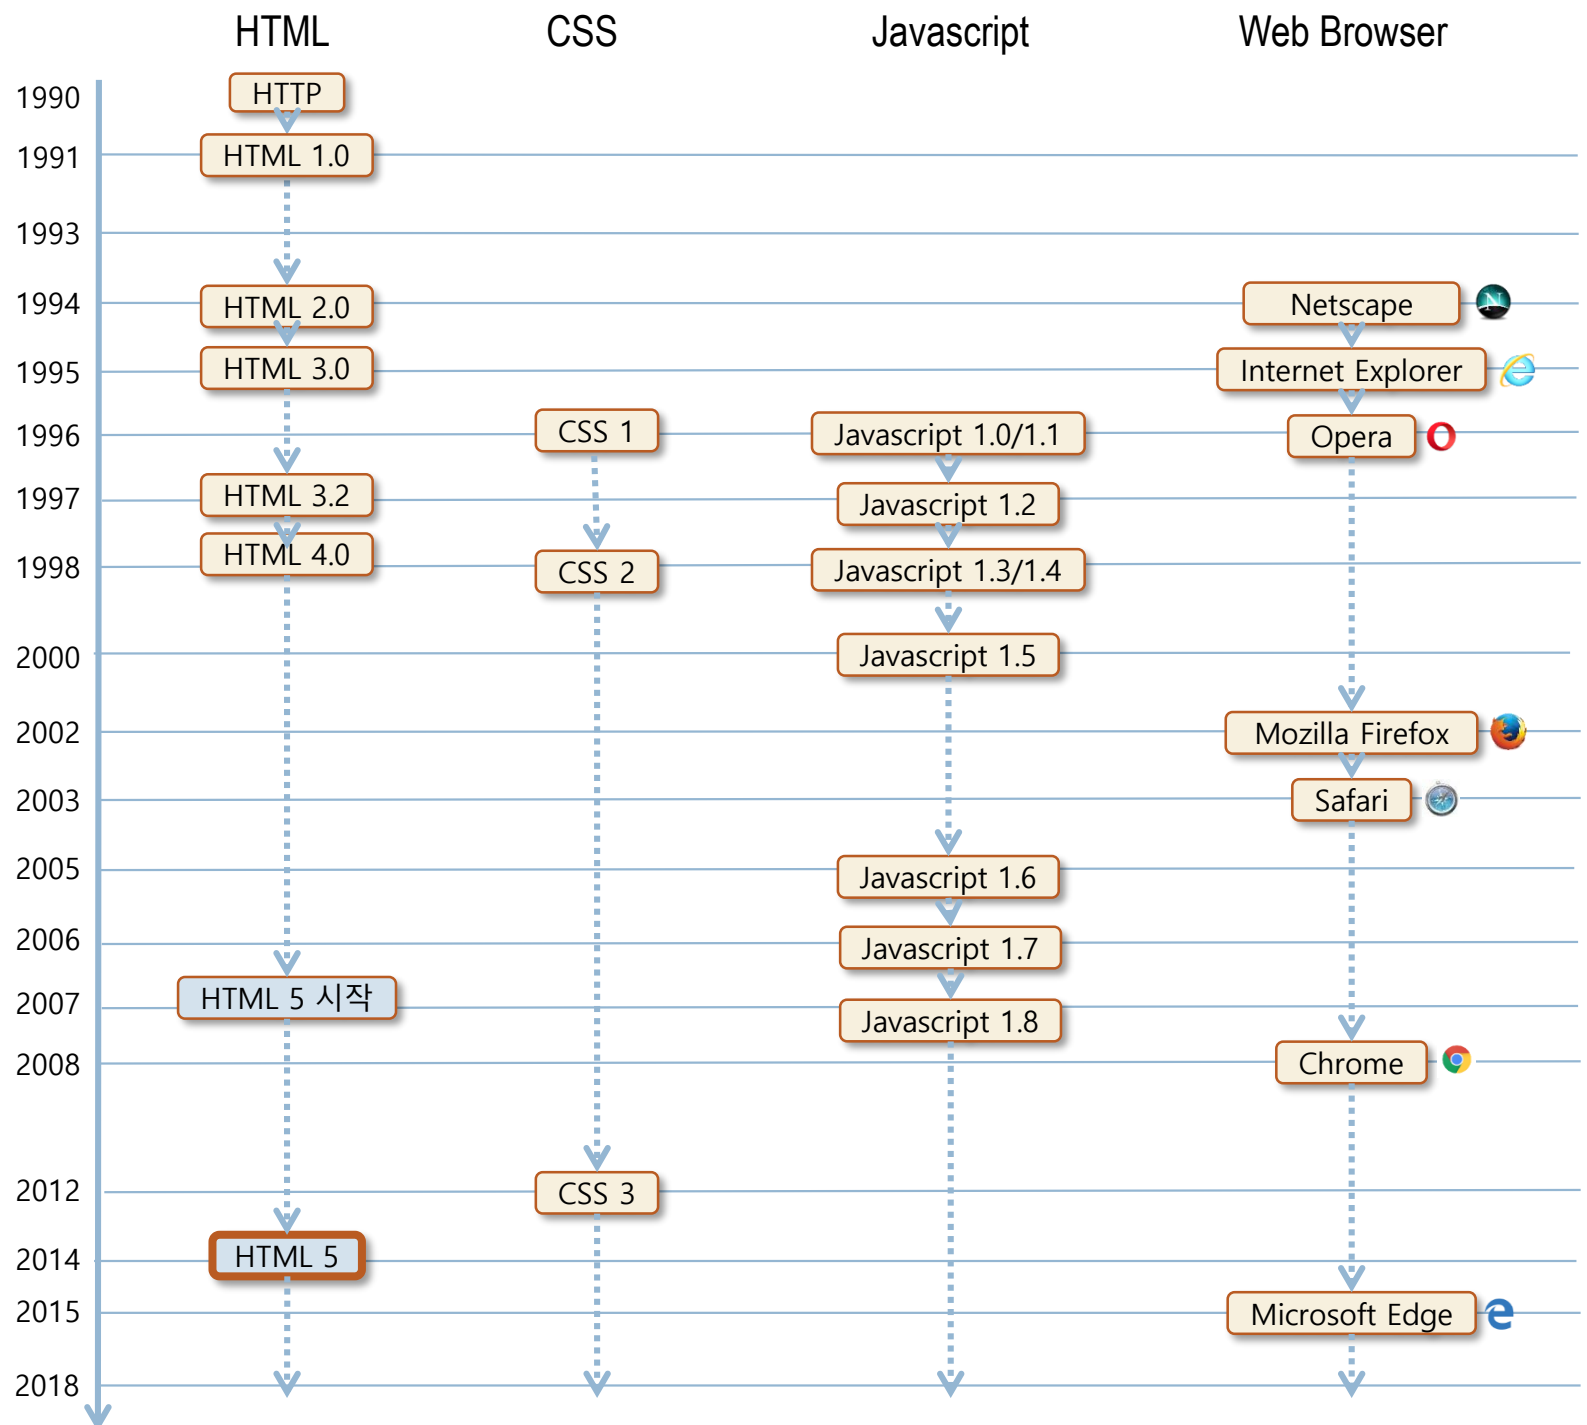 HTML CSS Javascript Web Browser
1990 HTTP
1991 HTML 1.0
1993
1994 HTML 2.0 Netscape N
1995 HTML 3.0 Internet Explorer
1996 CSS 1 Javascript 1.0/1.1 Opera
1997 HTML 3.2 Javascript 1.2
1998 HTML 4.0 CSS 2 Javascript 1.3/1.4
2000 Javascript 1.5
2002 Mozilla Firefox
2003 Safari
2005 Javascript 1.6
2006 Javascript 1.7
2007 HTML 5 시작 Javascript 1.8
2008 Chrome
2012 CSS 3
2014 HTML 5
2015 Microsoft Edge
2018